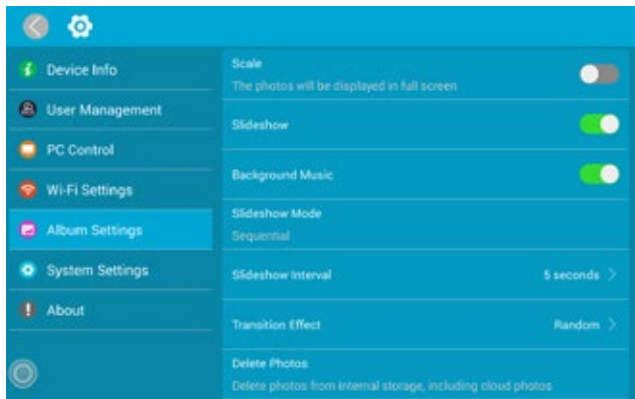 Device Info
User Management
PC Control
Wi-Fi Settings
Album Settings
System Settings
About
Scale
The photos will be displayed in full screen
Slideshow
Background Music
Slideshow Mode
Sequential
Slideshow Interval 5 seconds
Transition Effect Random
Delete Photos
Delete photos from internal storage, including cloud photos